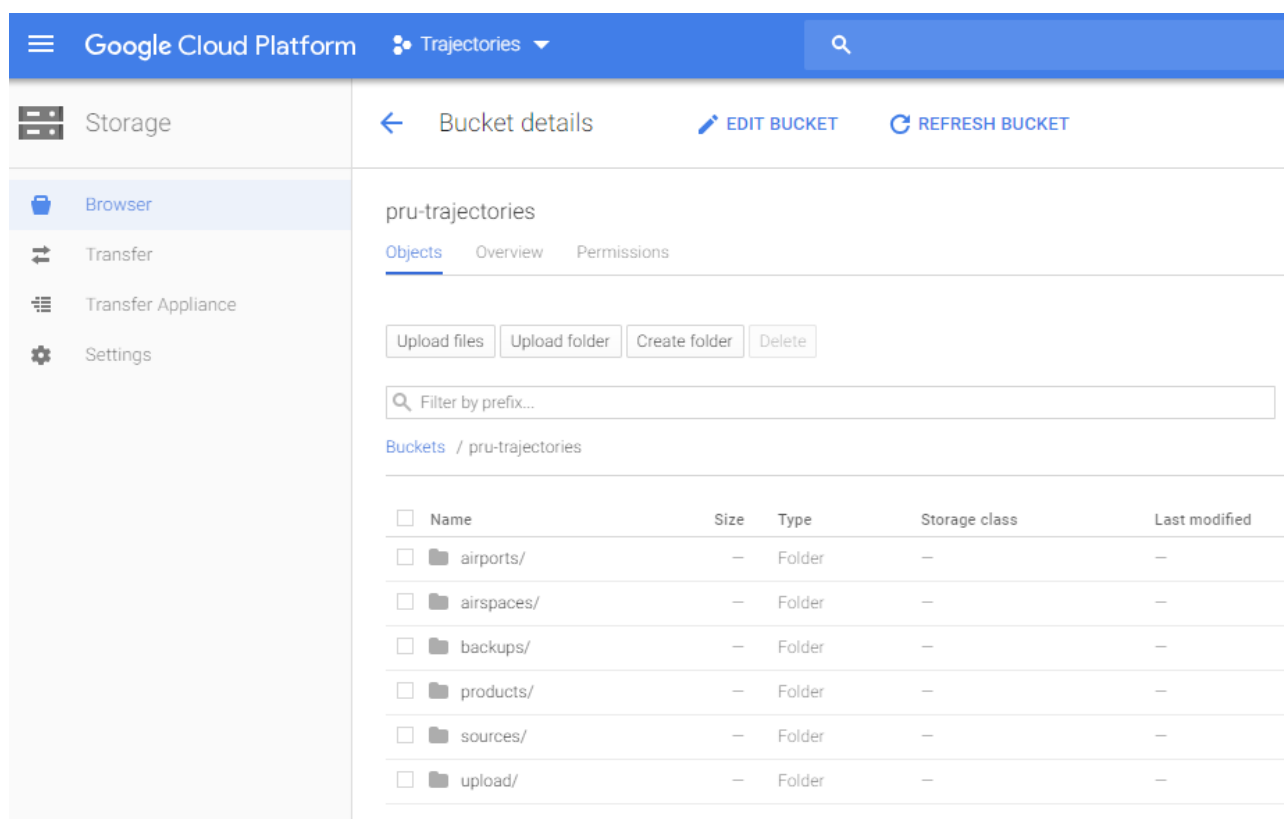 Google Cloud Platform Trajectories
Storage
Bucket details EDIT BUCKET REFRESH BUCKET
Browser
Transfer
Transfer Appliance
Settings
pru-trajectories
Objects Overview Permissions
Upload files Upload folder Create folder Delete
Filter by prefix...
Buckets / pru-trajectories
Name Size Type Storage class Last modified
airports/ — Folder — —
airspaces/ — Folder — —
backups/ — Folder — —
products/ — Folder — —
sources/ — Folder — —
upload/ — Folder — —